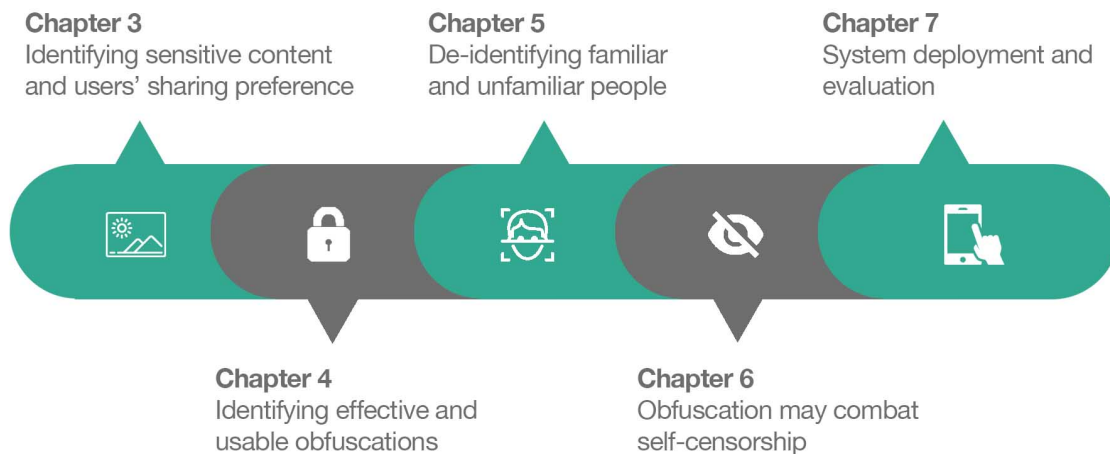 Chapter 3
Identifying sensitive content
and users’ sharing preference
Chapter 5
De-identifying familiar
and unfamiliar people
Chapter 7
System deployment and
evaluation
Chapter 4
Identifying effective and
usable obfuscations
Chapter 6
Obfuscation may combat
self-censorship